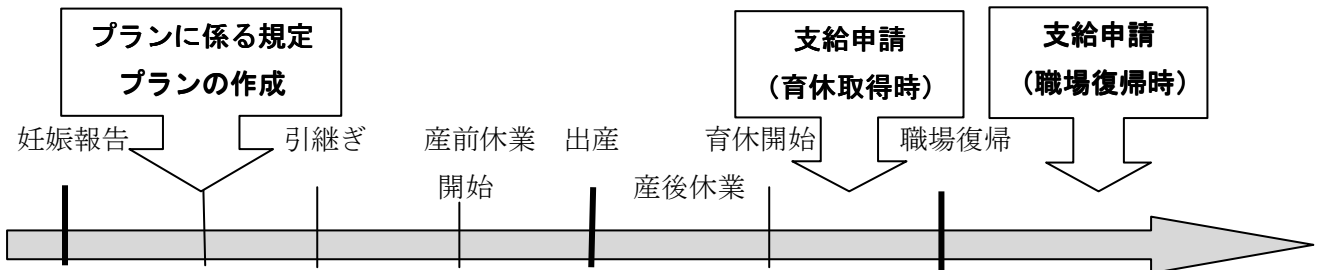 プランに係る規定
プランの作成
支給申請
（育休取得時）
支給申請
（職場復帰時）
妊娠報告
引継ぎ
産前休業
開始
出産
産後休業
育休開始
職場復帰